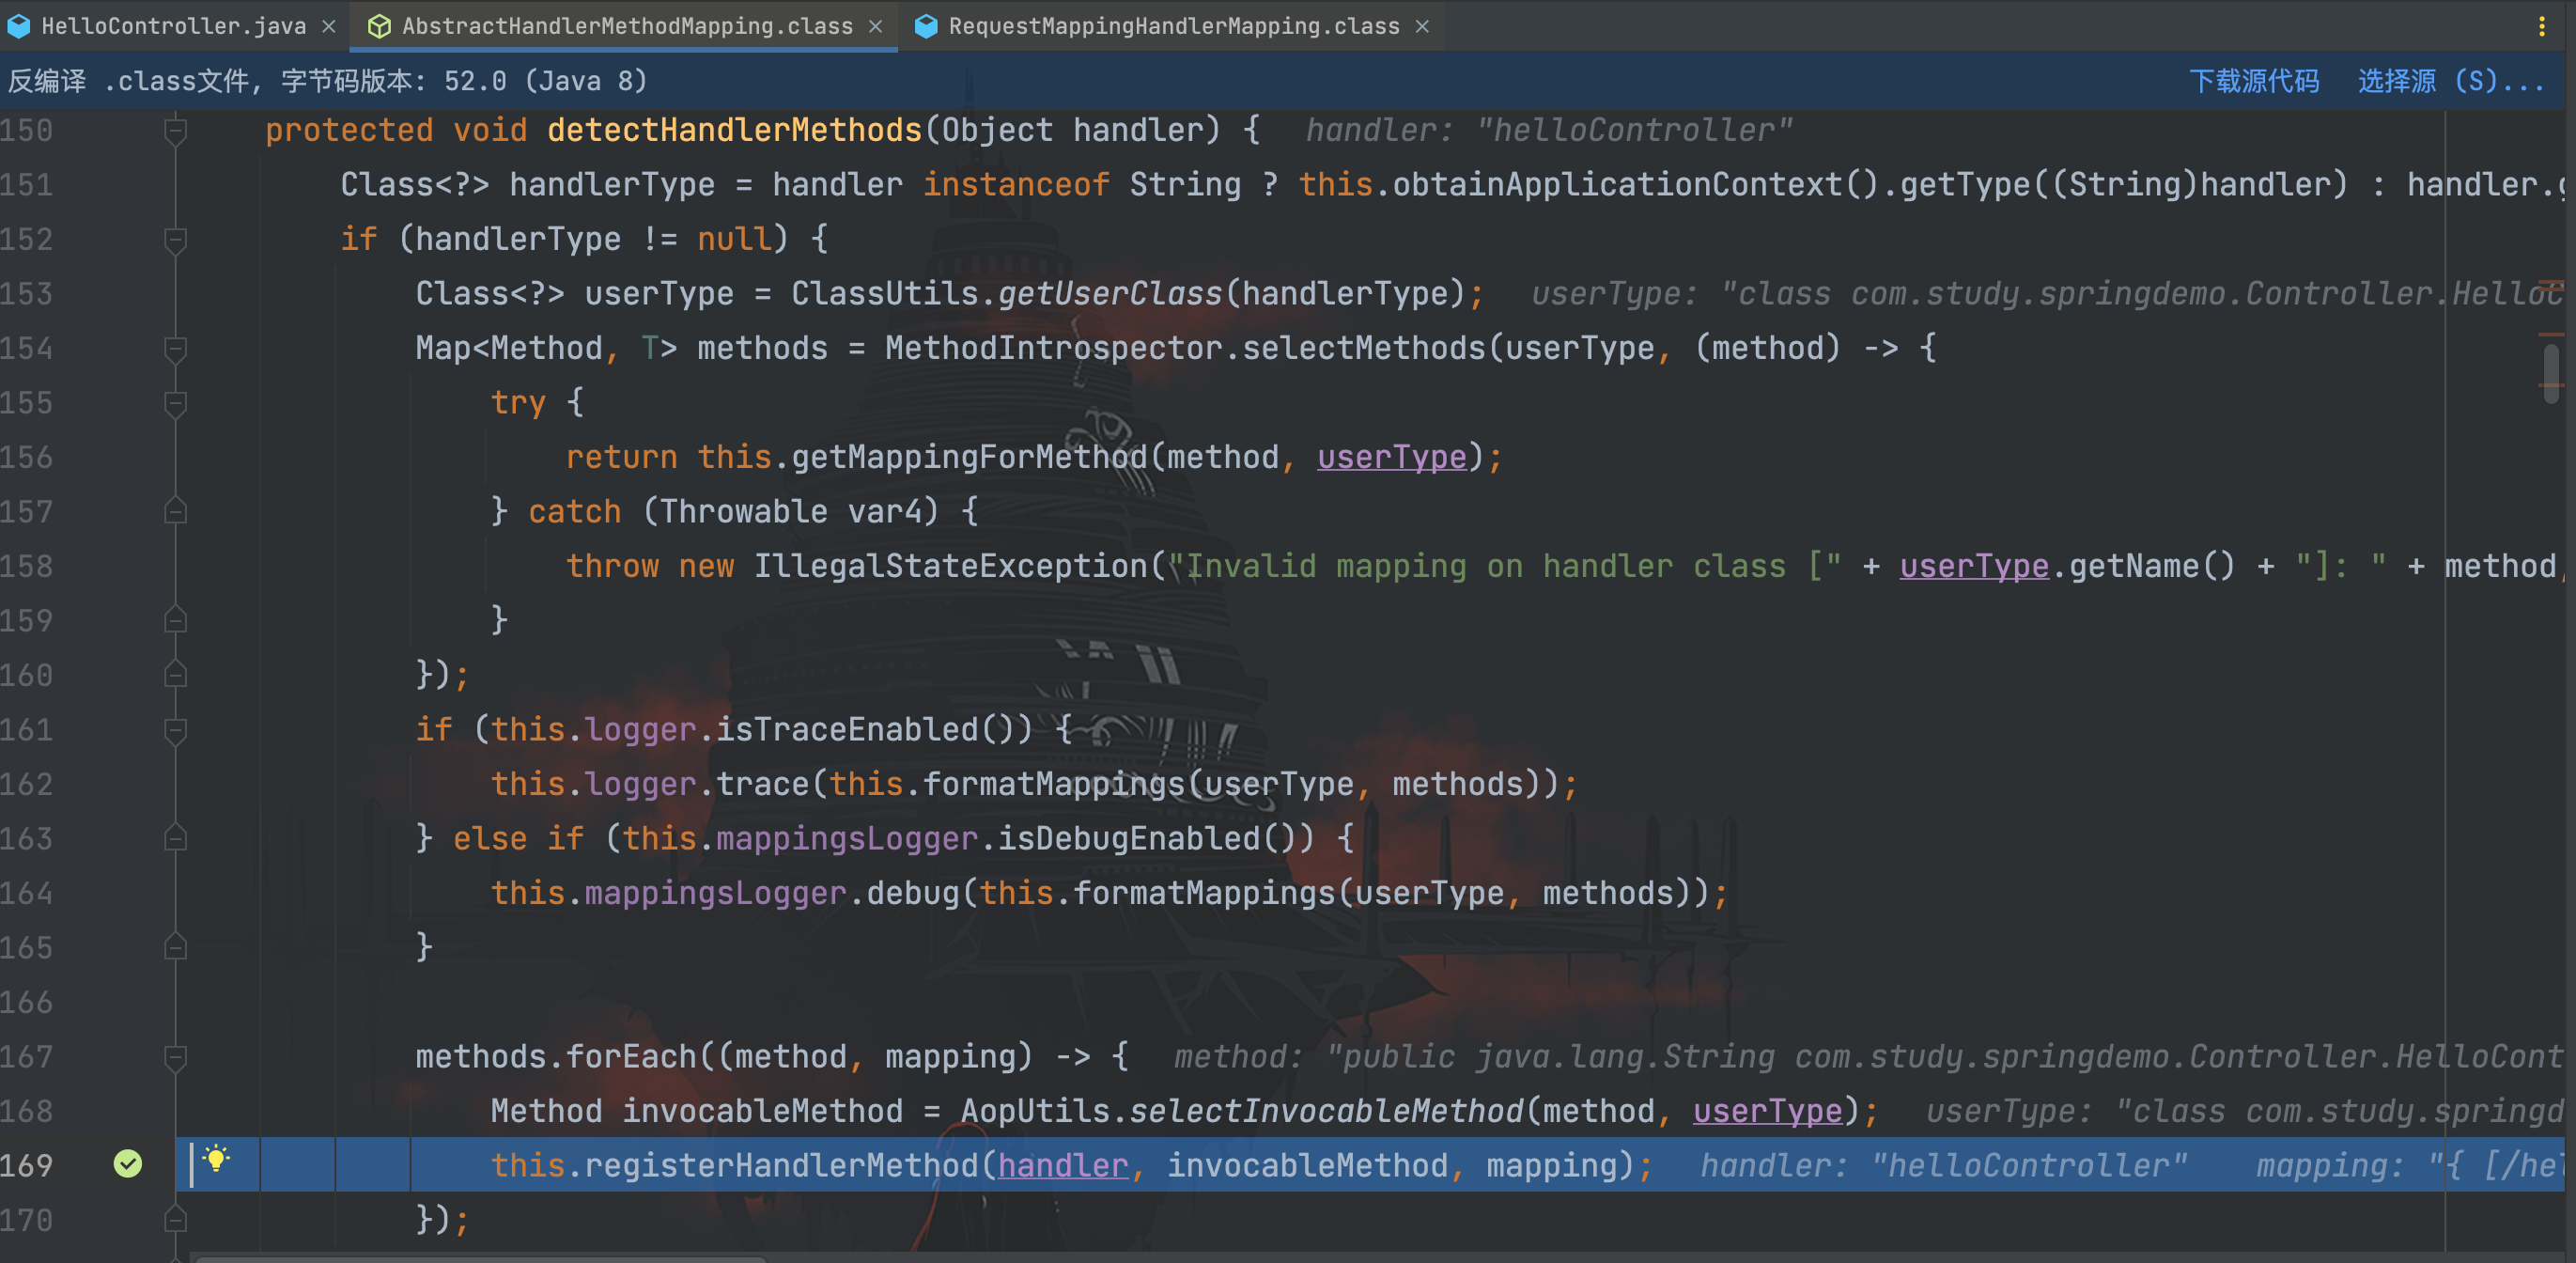 HelloController.java × AbstractHandlerMethodMapping.class × RequestMappingHandlerMapping.class ×
反编译 .class文件, 字节码版本: 52.0 (Java 8) 下载源代码 选择源 (S)...
150 protected void detectHandlerMethods(Object handler) { handler: "helloController"
151 Class<?> handlerType = handler instanceof String ? this.obtainApplicationContext().getType((String)handler) : handler.
152 if (handlerType != null) {
153 Class<?> userType = ClassUtils.getUserClass(handlerType); userType: "class com.study.springdemo.Controller.HelloC
154 Map<Method, T> methods = MethodIntrospector.selectMethods(userType, (method) -> {
155 try {
156 return this.getMappingForMethod(method, userType);
157 } catch (Throwable var4) {
158 throw new IllegalStateException("Invalid mapping on handler class [" + userType.getName() + "]: " + method,
159 }
160 });
161 if (this.logger.isTraceEnabled()) {
162 this.logger.trace(this.formatMappings(userType, methods));
163 } else if (this.mappingsLogger.isDebugEnabled()) {
164 this.mappingsLogger.debug(this.formatMappings(userType, methods));
165 }
166
167 methods.forEach((method, mapping) -> { method: "public java.lang.String com.study.springdemo.Controller.HelloCont
168 Method invocableMethod = AopUtils.selectInvocableMethod(method, userType); userType: "class com.study.springd
169 this.registerHandlerMethod(handler, invocableMethod, mapping); handler: "helloController" mapping: "{ [/hel
170 });